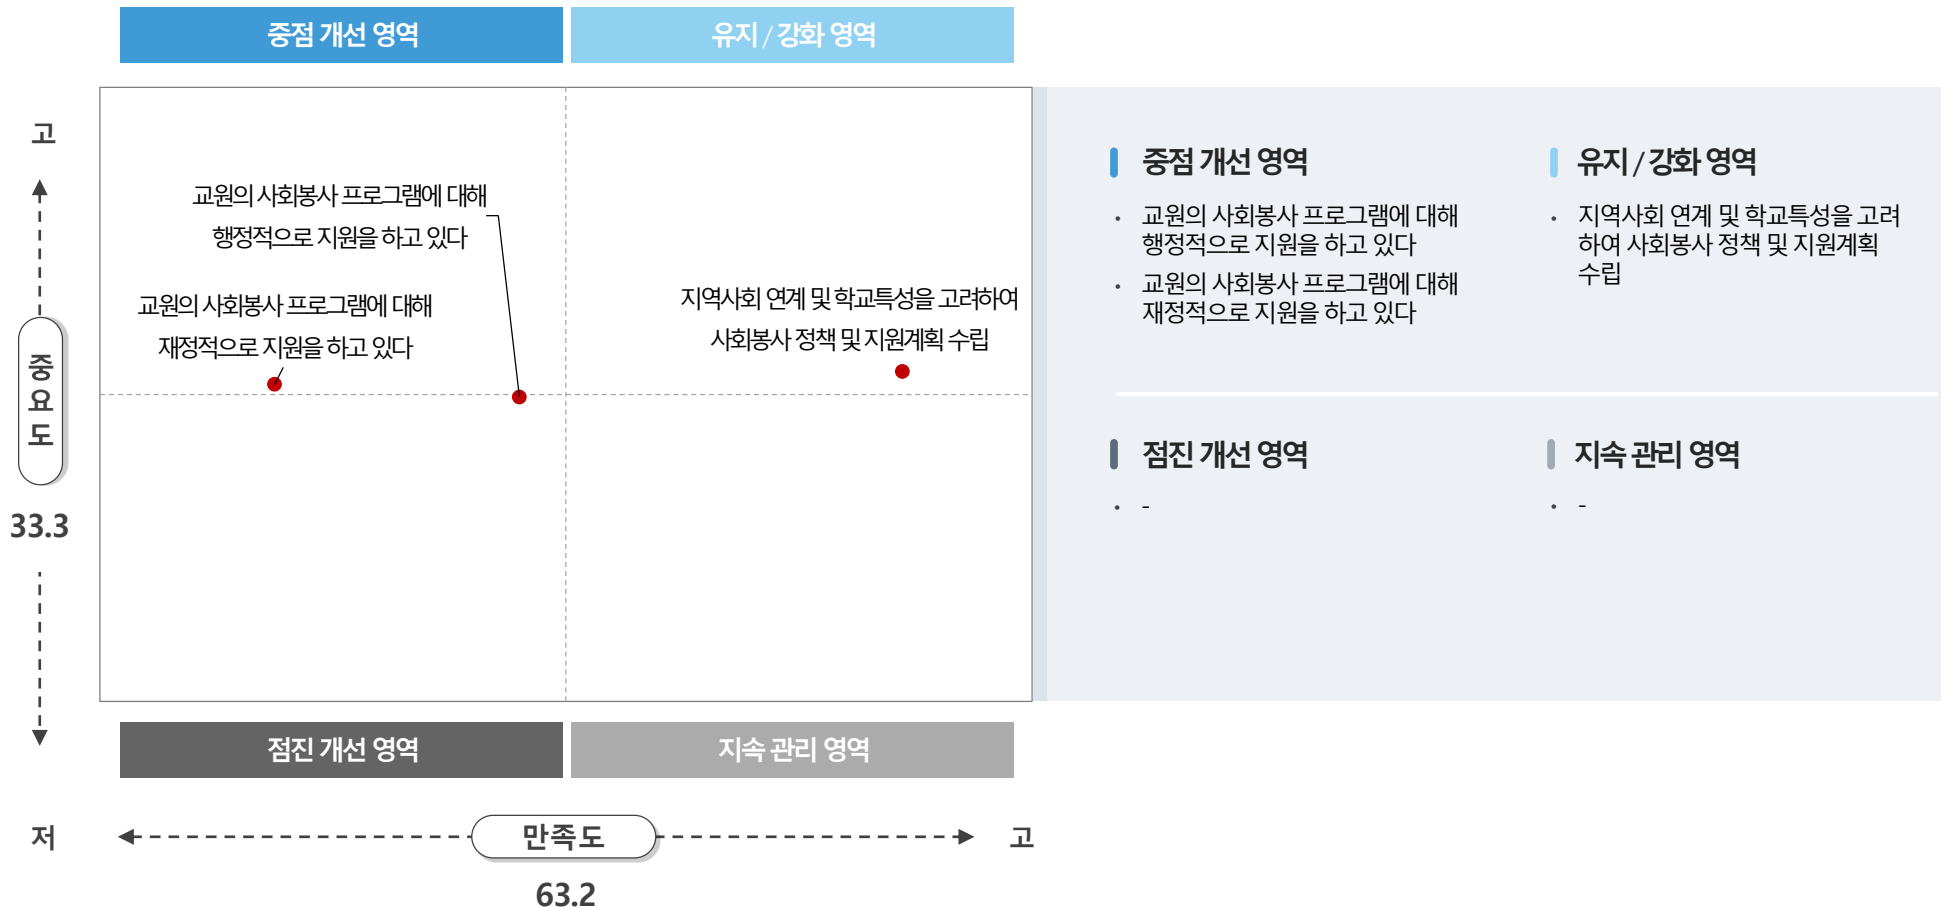 중점 개선 영역
유지 / 강화 영역
고
중요도
33.3
저
교원의 사회봉사 프로그램에 대해
행정적으로 지원을 하고 있다
교원의 사회봉사 프로그램에 대해
재정적으로 지원을 하고 있다
지역사회 연계 및 학교특성을 고려하여
사회봉사 정책 및 지원계획 수립
점진 개선 영역
지속 관리 영역
만족도
고
63.2
중점 개선 영역
• 교원의 사회봉사 프로그램에 대해
행정적으로 지원을 하고 있다
• 교원의 사회봉사 프로그램에 대해
재정적으로 지원을 하고 있다
유지 / 강화 영역
• 지역사회 연계 및 학교특성을 고려
하여 사회봉사 정책 및 지원계획
수립
점진 개선 영역
• -
지속 관리 영역
• -